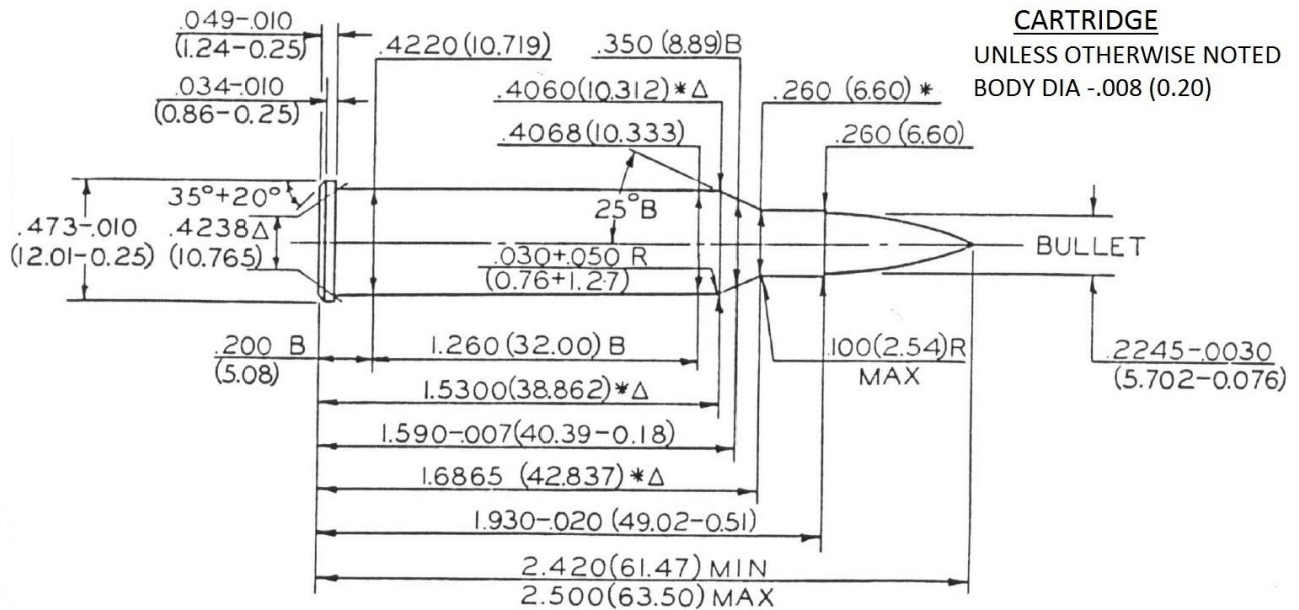 CARTRIDGE
UNLESS OTHERWISE NOTED
BODY DIA -.008 (0.20)
.049-.010
(1.24-0.25)
.4220(10.719)
.350 (8.89)B
.034-.010
(0.86-0.25)
.4060(10.312)*Δ
.260 (6.60) *
.4068(10.333)
.260 (6.60)
35°+20°
25°B
.473-.010
(12.01-0.25)
.4238Δ
(10.765)
BULLET
.030+.050 R
(0.76+1.27)
.200 B
(5.08)
1.260(32.00) B
.100(2.54)R
MAX
.2245-.0030
(5.702-0.076)
1.5300(38.862)*Δ
1.590-.007(40.39-0.18)
1.6865 (42.837)*Δ
1.930-.020 (49.02-0.51)
2.420(61.47) MIN
2.500(63.50) MAX